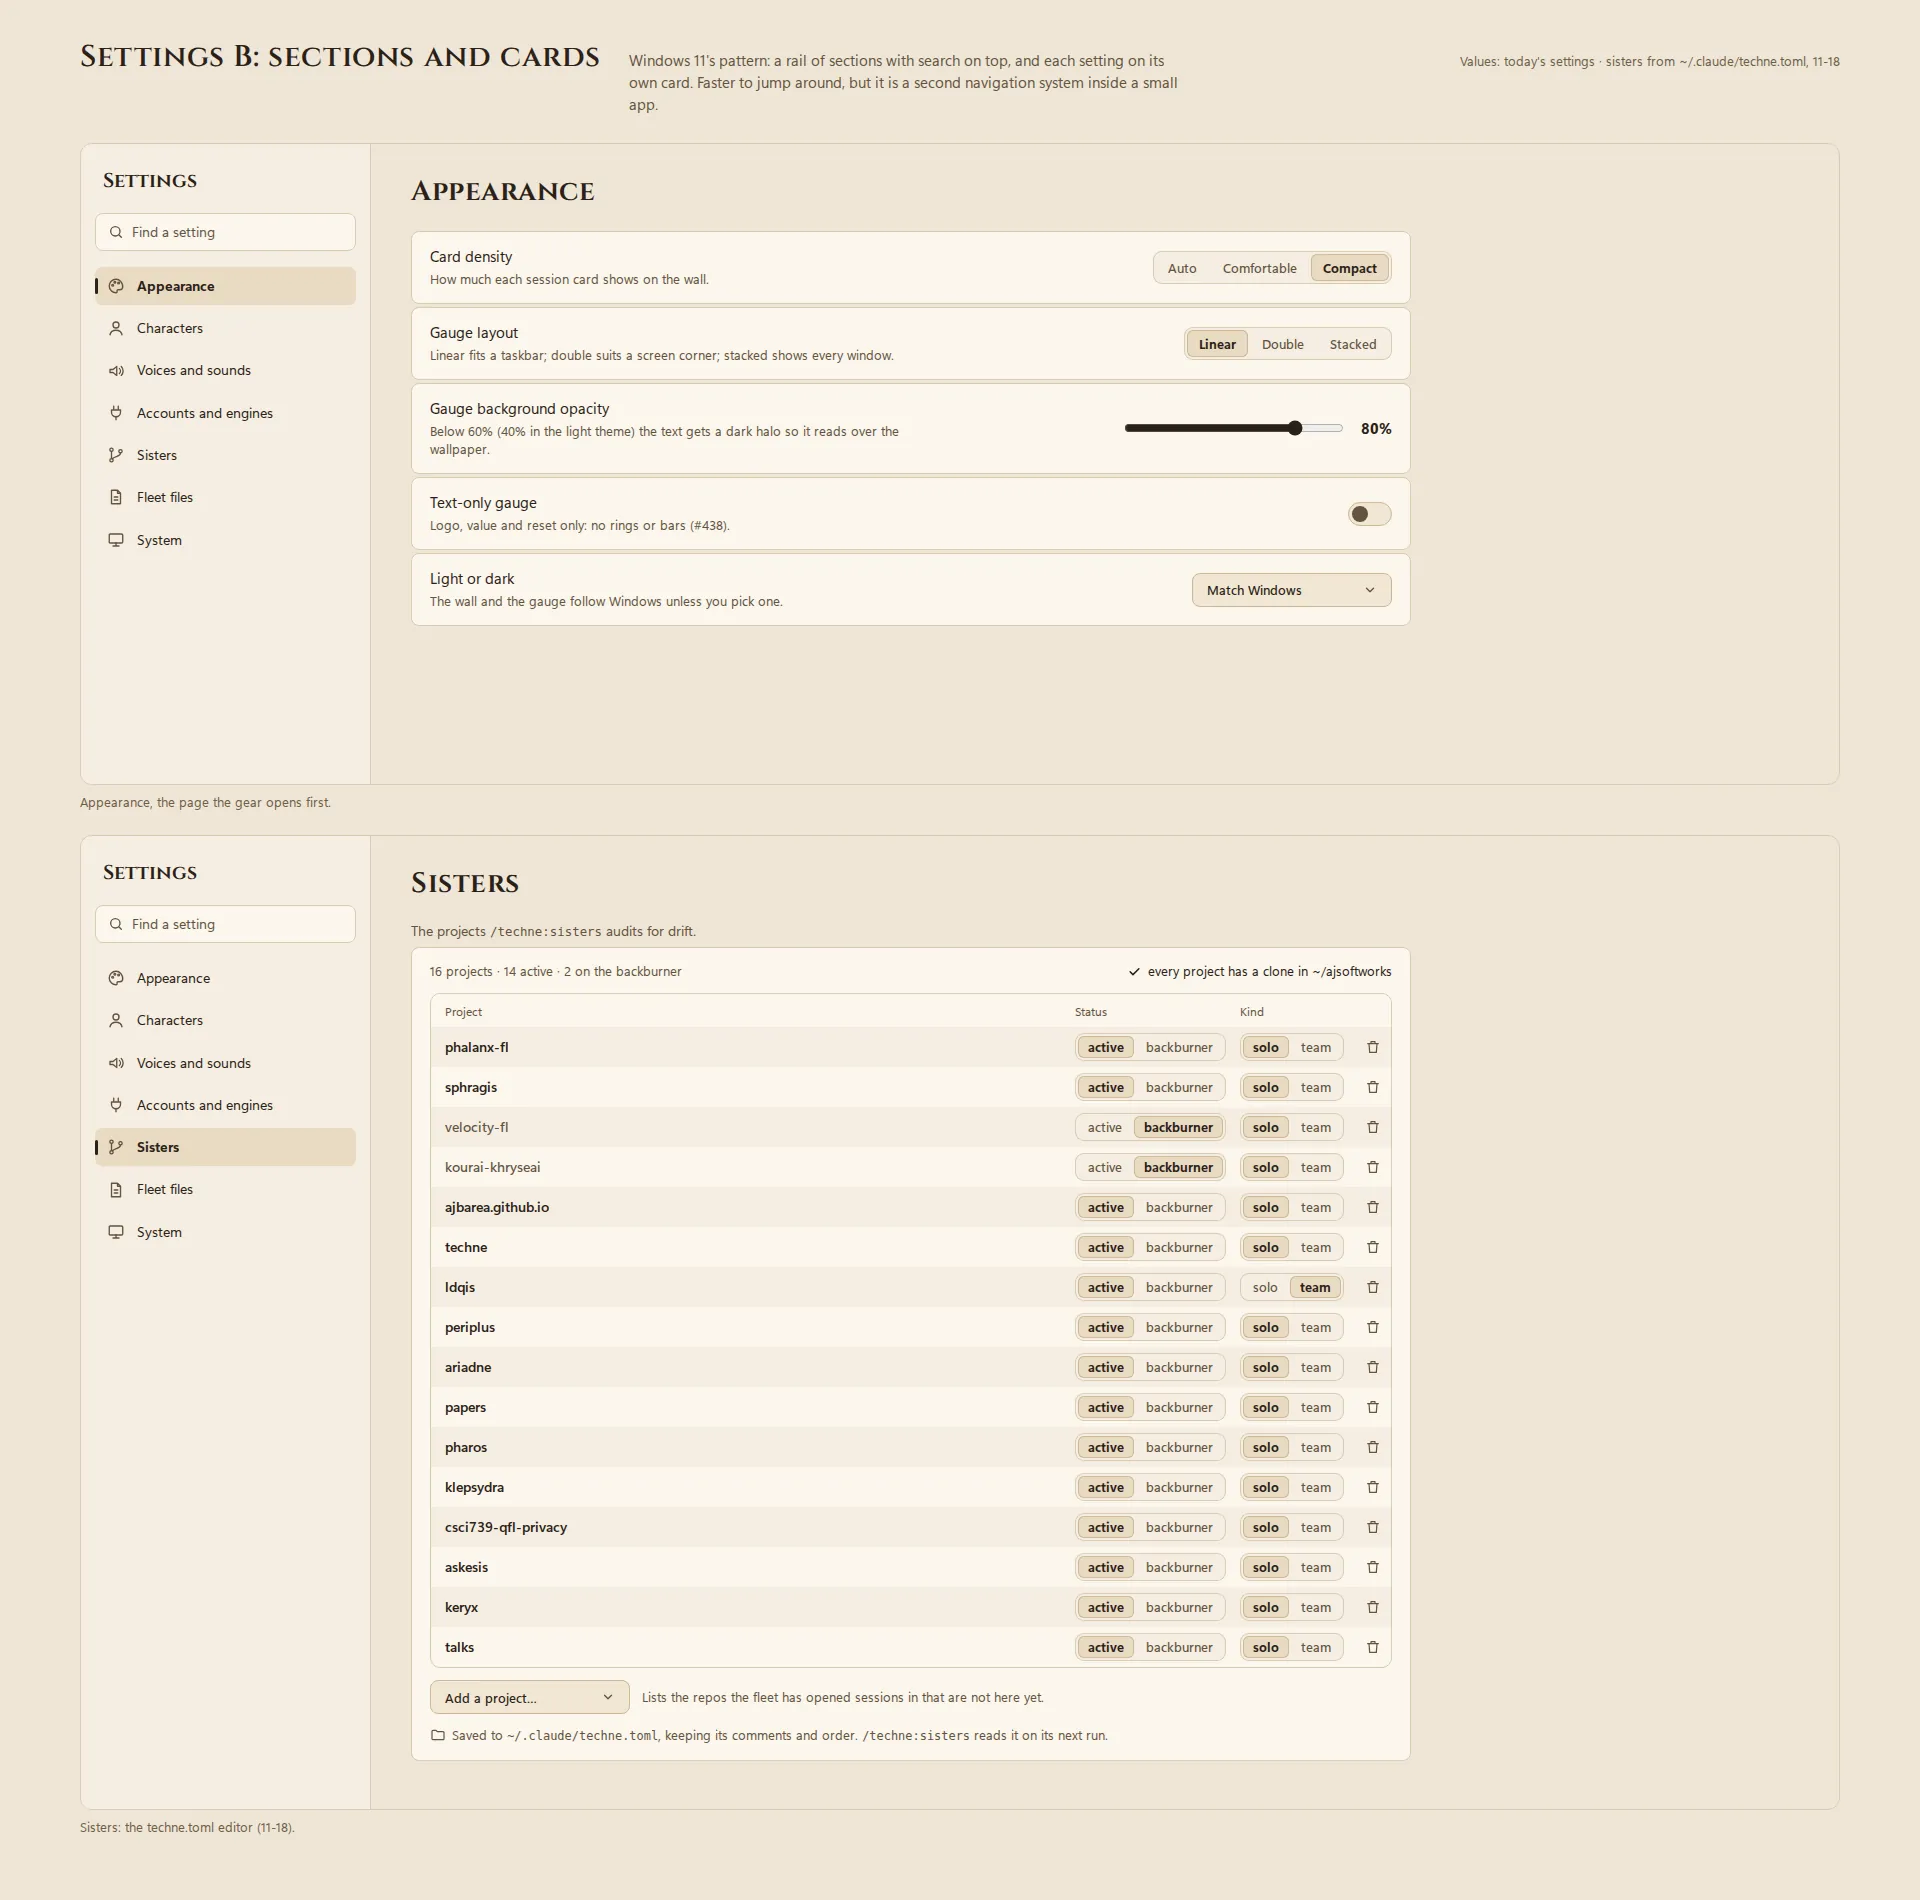 Settings B: sections and cards
Windows 11's pattern: a rail of sections with search on top, and each setting on its
own card. Faster to jump around, but it is a second navigation system inside a small
app.
Values: today's settings · sisters from ~/.claude/techne.toml, 11-18
Settings
Find a setting
Appearance
Characters
Voices and sounds
Accounts and engines
Sisters
Fleet files
System
Appearance
Card density
How much each session card shows on the wall.
Auto Comfortable Compact
Gauge layout
Linear fits a taskbar; double suits a screen corner; stacked shows every window.
Linear Double Stacked
Gauge background opacity
Below 60% (40% in the light theme) the text gets a dark halo so it reads over the
wallpaper.
80%
Text-only gauge
Logo, value and reset only: no rings or bars (#438).
Light or dark
The wall and the gauge follow Windows unless you pick one.
Match Windows
Appearance, the page the gear opens first.
Settings
Find a setting
Appearance
Characters
Voices and sounds
Accounts and engines
Sisters
Fleet files
System
Sisters
The projects /techne:sisters audits for drift.
16 projects · 14 active · 2 on the backburner
every project has a clone in ~/ajsoftworks
Project Status Kind
phalanx-fl active backburner solo team
sphragis active backburner solo team
velocity-fl active backburner solo team
kourai-khryseai active backburner solo team
ajbarea.github.io active backburner solo team
techne active backburner solo team
ldqis active backburner solo team
periplus active backburner solo team
ariadne active backburner solo team
papers active backburner solo team
pharos active backburner solo team
klepsydra active backburner solo team
csci739-qfl-privacy active backburner solo team
askesis active backburner solo team
keryx active backburner solo team
talks active backburner solo team
Add a project...
Lists the repos the fleet has opened sessions in that are not here yet.
Saved to ~/.claude/techne.toml, keeping its comments and order. /techne:sisters reads it on its next run.
Sisters: the techne.toml editor (11-18).